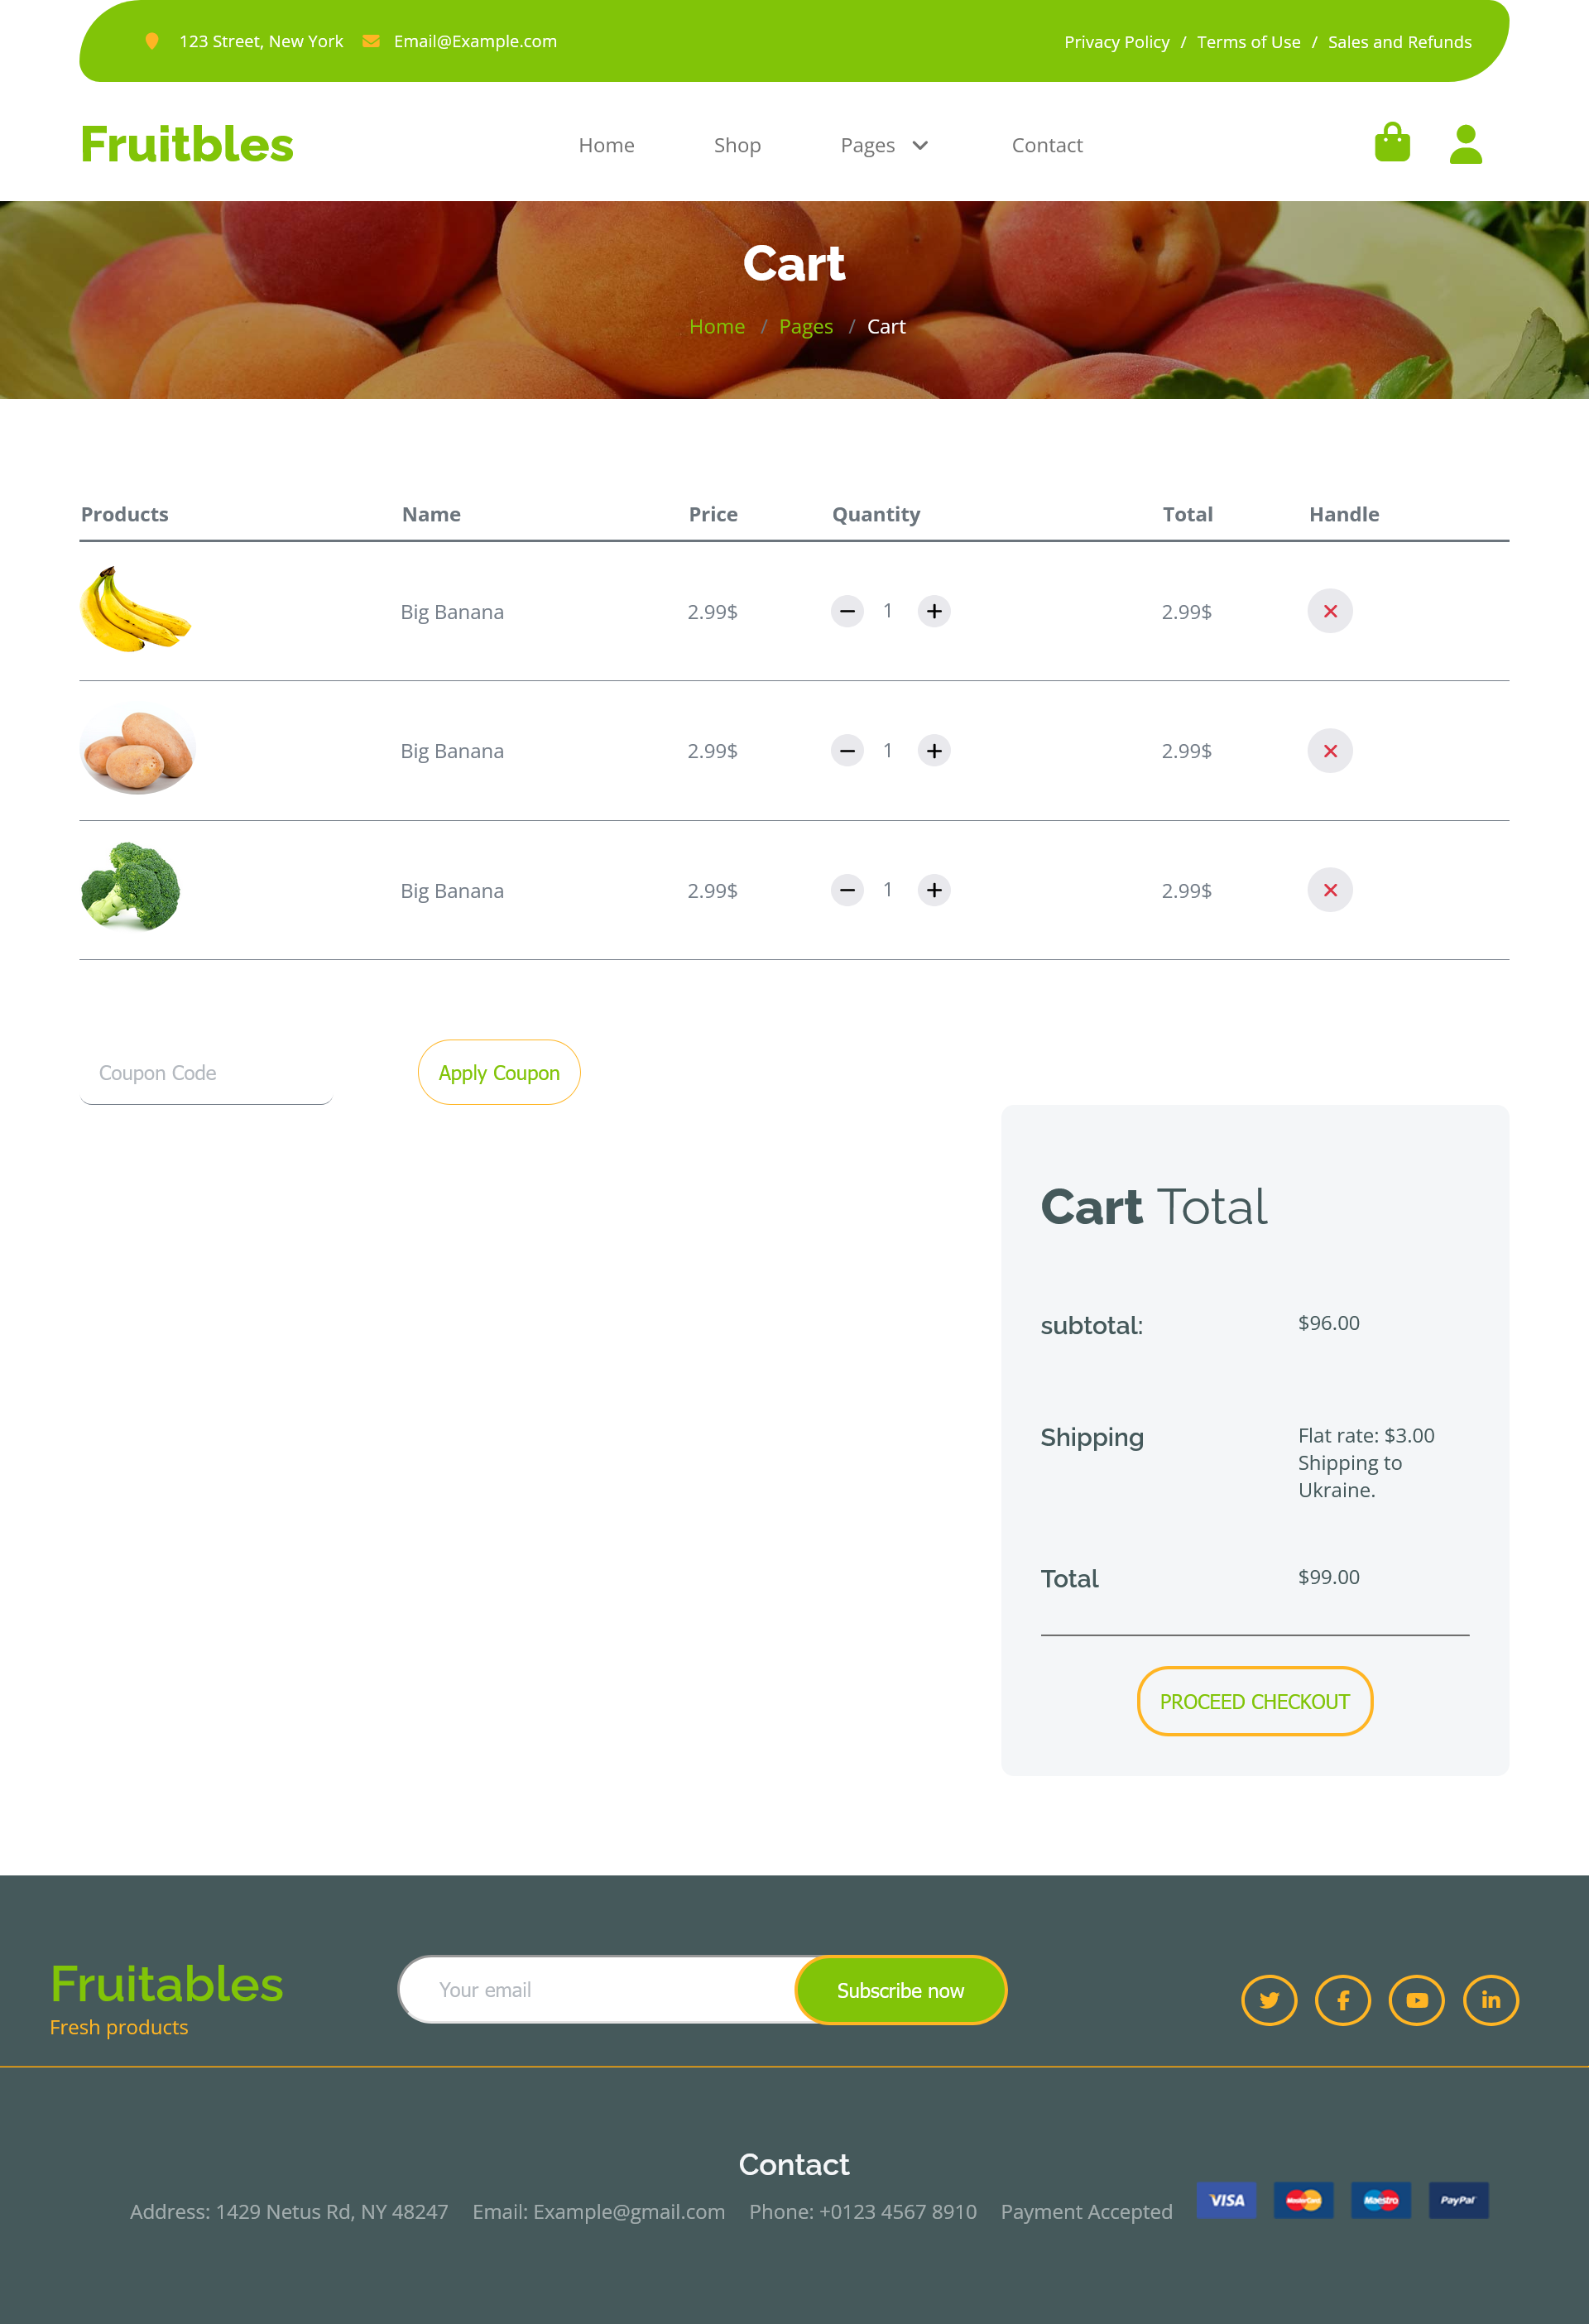 123 Street, New York Email@Example.com Privacy Policy / Terms of Use / Sales and Refunds
Fruitbles Home Shop Pages Contact
Cart
Home / Pages / Cart
Products Name Price Quantity Total Handle
Big Banana 2.99$ 1 2.99$
Big Banana 2.99$ 1 2.99$
Big Banana 2.99$ 1 2.99$
Coupon Code Apply Coupon
Cart Total
subtotal: $96.00
Shipping Flat rate: $3.00
Shipping to
Ukraine.
Total $99.00
PROCEED CHECKOUT
Fruitables
Fresh products
Your email Subscribe now
Contact
Address: 1429 Netus Rd, NY 48247 Email: Example@gmail.com Phone: +0123 4567 8910 Payment Accepted VISA MasterCard Maestro PayPal